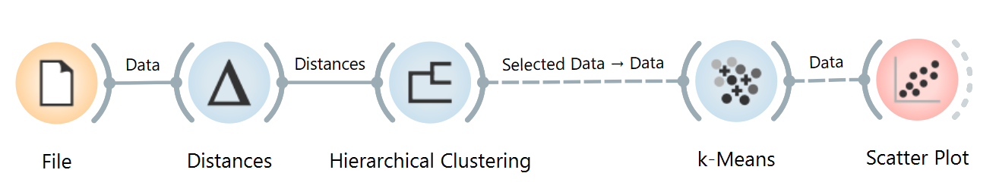 Data
Distances
Selected Data → Data
Data
File
Distances
Hierarchical Clustering
k-Means
Scatter Plot